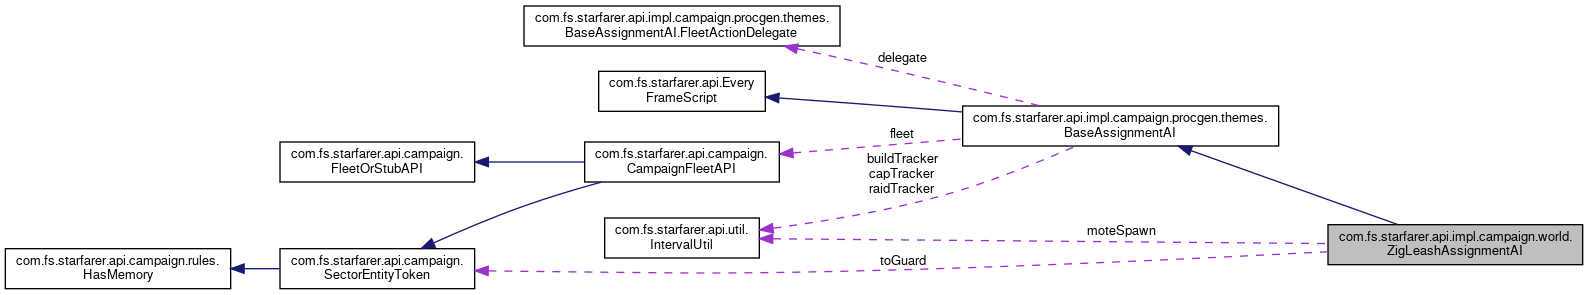 com.fs.starfarer.api.impl.campaign.procgen.themes.
BaseAssignmentAI.FleetActionDelegate
delegate
com.fs.starfarer.api.Every
FrameScript
com.fs.starfarer.api.impl.campaign.procgen.themes.
BaseAssignmentAI
fleet
com.fs.starfarer.api.campaign.
FleetOrStubAPI
com.fs.starfarer.api.campaign.
CampaignFleetAPI
buildTracker
capTracker
raidTracker
com.fs.starfarer.api.util.
IntervalUtil
moteSpawn
com.fs.starfarer.api.impl.campaign.world.
ZigLeashAssignmentAI
com.fs.starfarer.api.campaign.rules.
HasMemory
com.fs.starfarer.api.campaign.
SectorEntityToken
toGuard